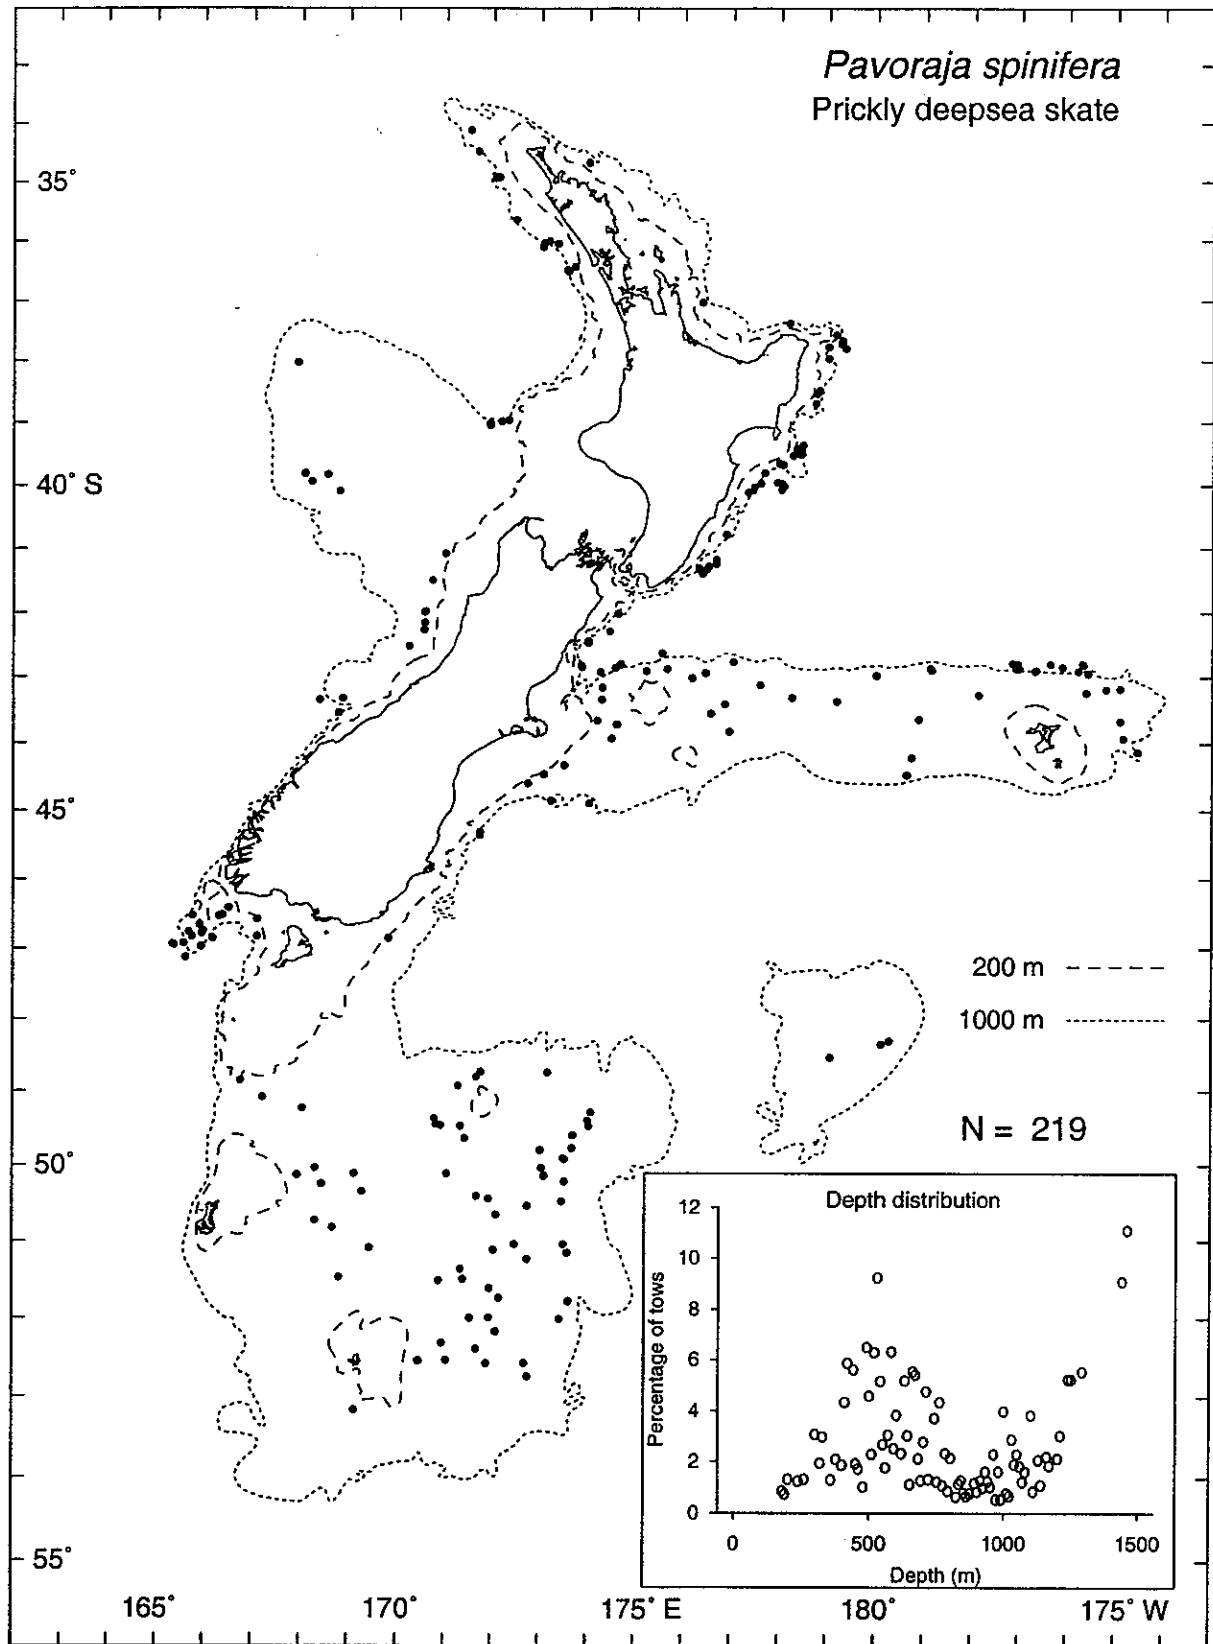 Pavoraja spinifera
Prickly deepsea skate
35°
40° S
45°
50°
55°
165°
170°
175° E
180°
175° W
200 m
1000 m
N = 219
Depth distribution
Percentage of tows
12
10
8
6
4
2
0
0
500
1000
1500
Depth (m)